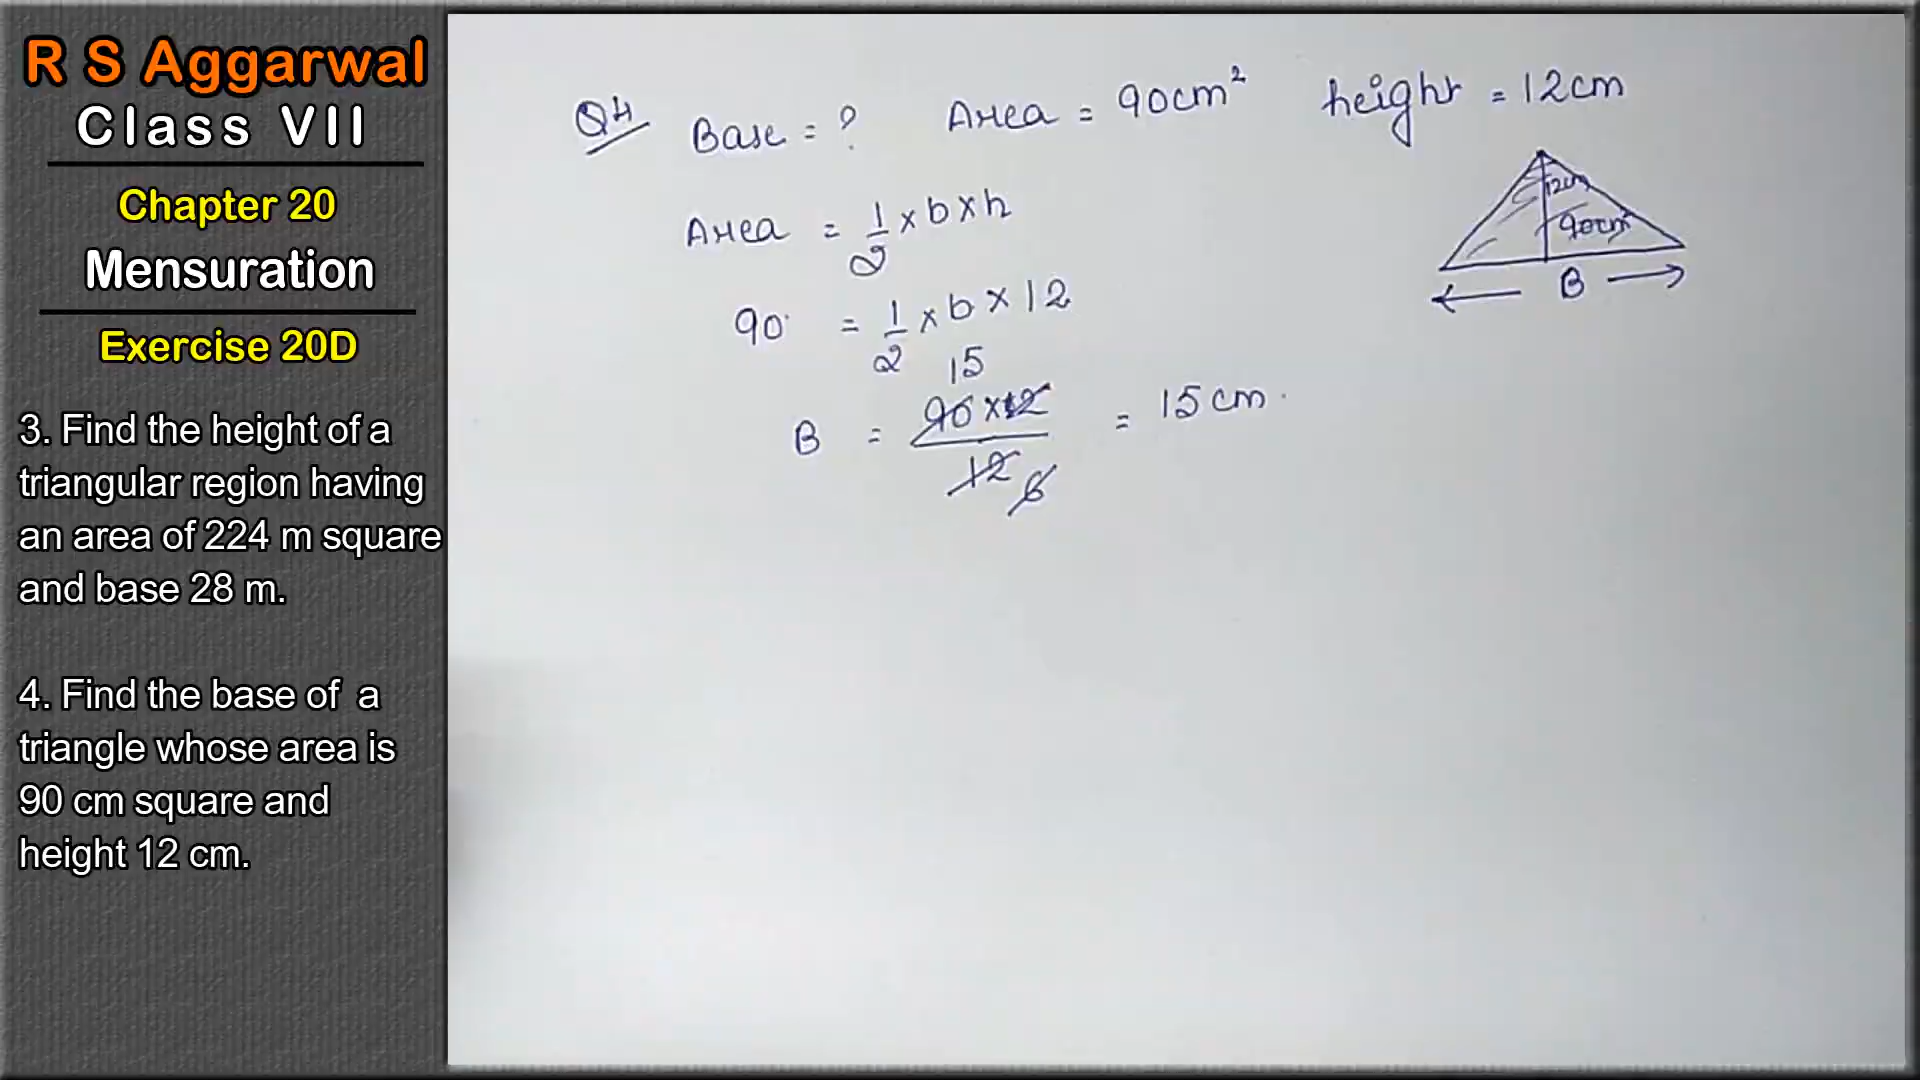 R S Aggarwal
Class VII
Chapter 20
Mensuration
Exercise 20D
3. Find the height of a
triangular region having
an area of 224 m square
and base 28 m.
4. Find the base of a
triangle whose area is
90 cm square and
height 12 cm.
Q4 Base = ? Area = 90cm² height = 12cm
Area = 1/2 × b × h
90 = 1/2 × b × 12
15
B = 90 × 2 = 15 cm.
12 6
12cm
90cm²
B